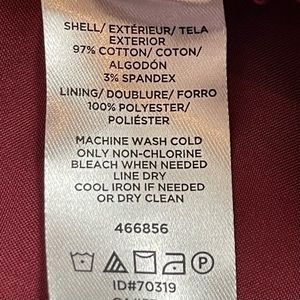 SHELL/ EXTÉRIEUR/ TELA
EXTERIOR
97% COTTON/ COTON/
ALGODÓN
3% SPANDEX
LINING/ DOUBLURE/ FORRO
100% POLYESTER/
POLIÉSTER
MACHINE WASH COLD
ONLY NON-CHLORINE
BLEACH WHEN NEEDED
LINE DRY
COOL IRON IF NEEDED
OR DRY CLEAN
466856
P
ID#70319